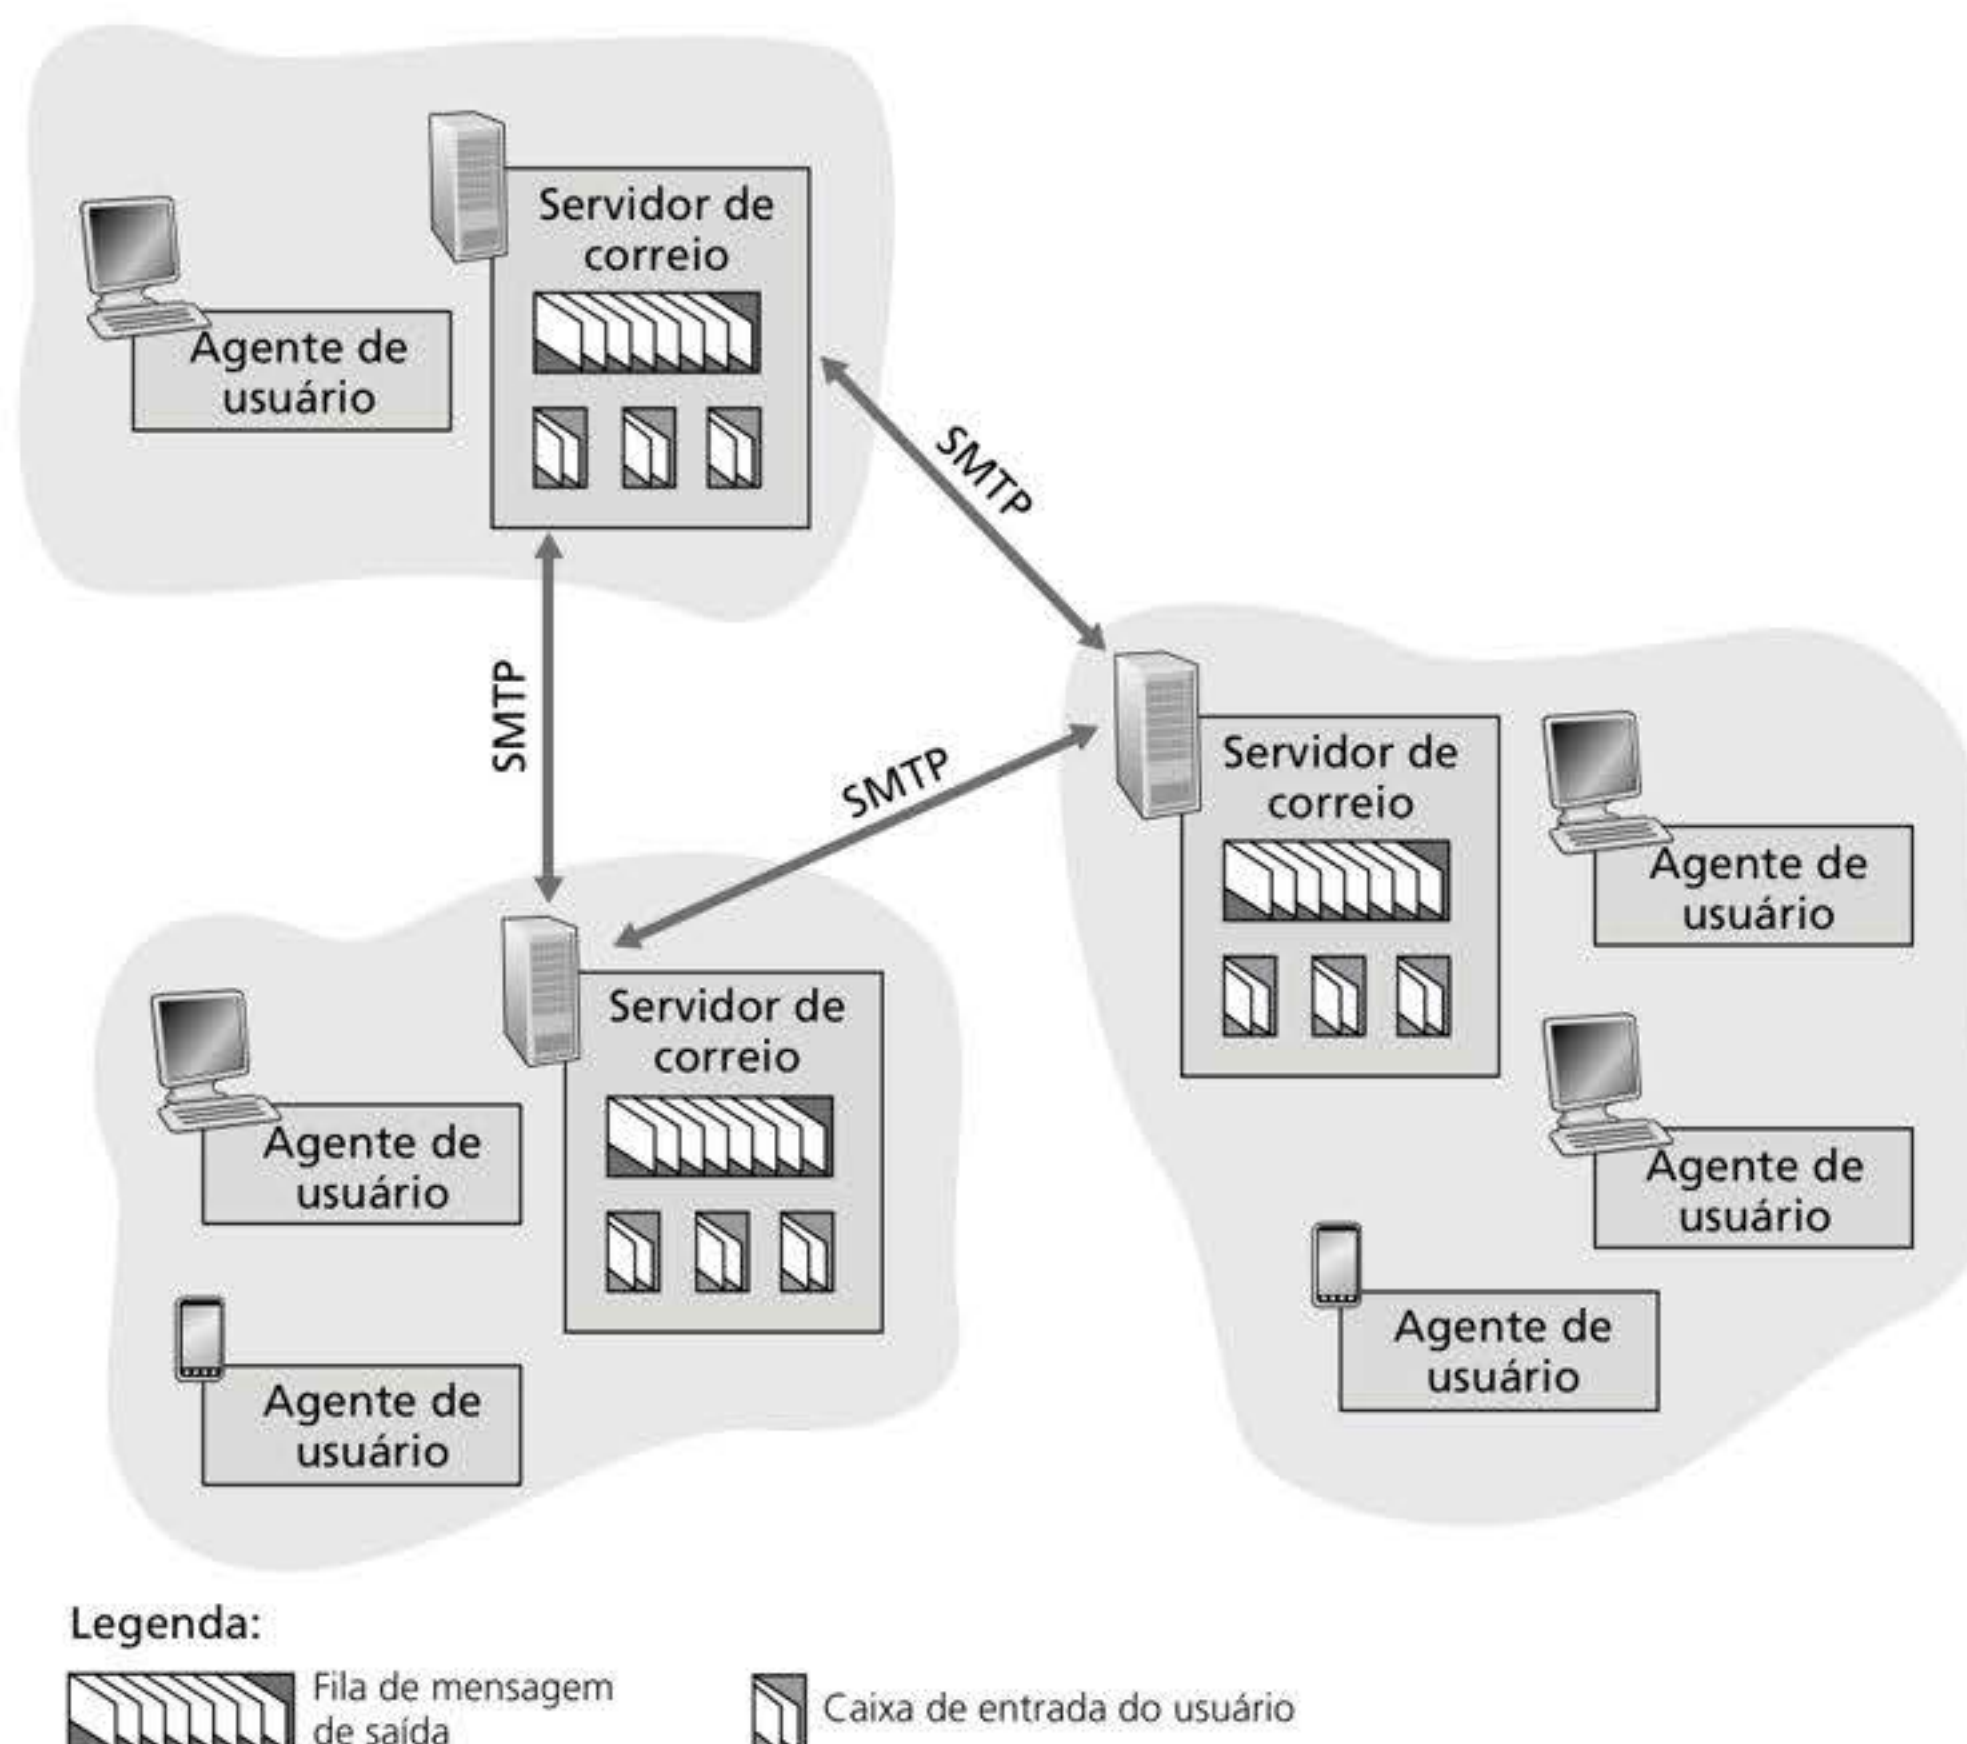 Servidor de
correio
Agente de
usuário
SMTP
SMTP
SMTP
Servidor de
correio
Agente de
usuário
Agente de
usuário
Agente de
usuário
Servidor de
correio
Agente de
usuário
Agente de
usuário
Legenda:
Fila de mensagem
de saída
Caixa de entrada do usuário